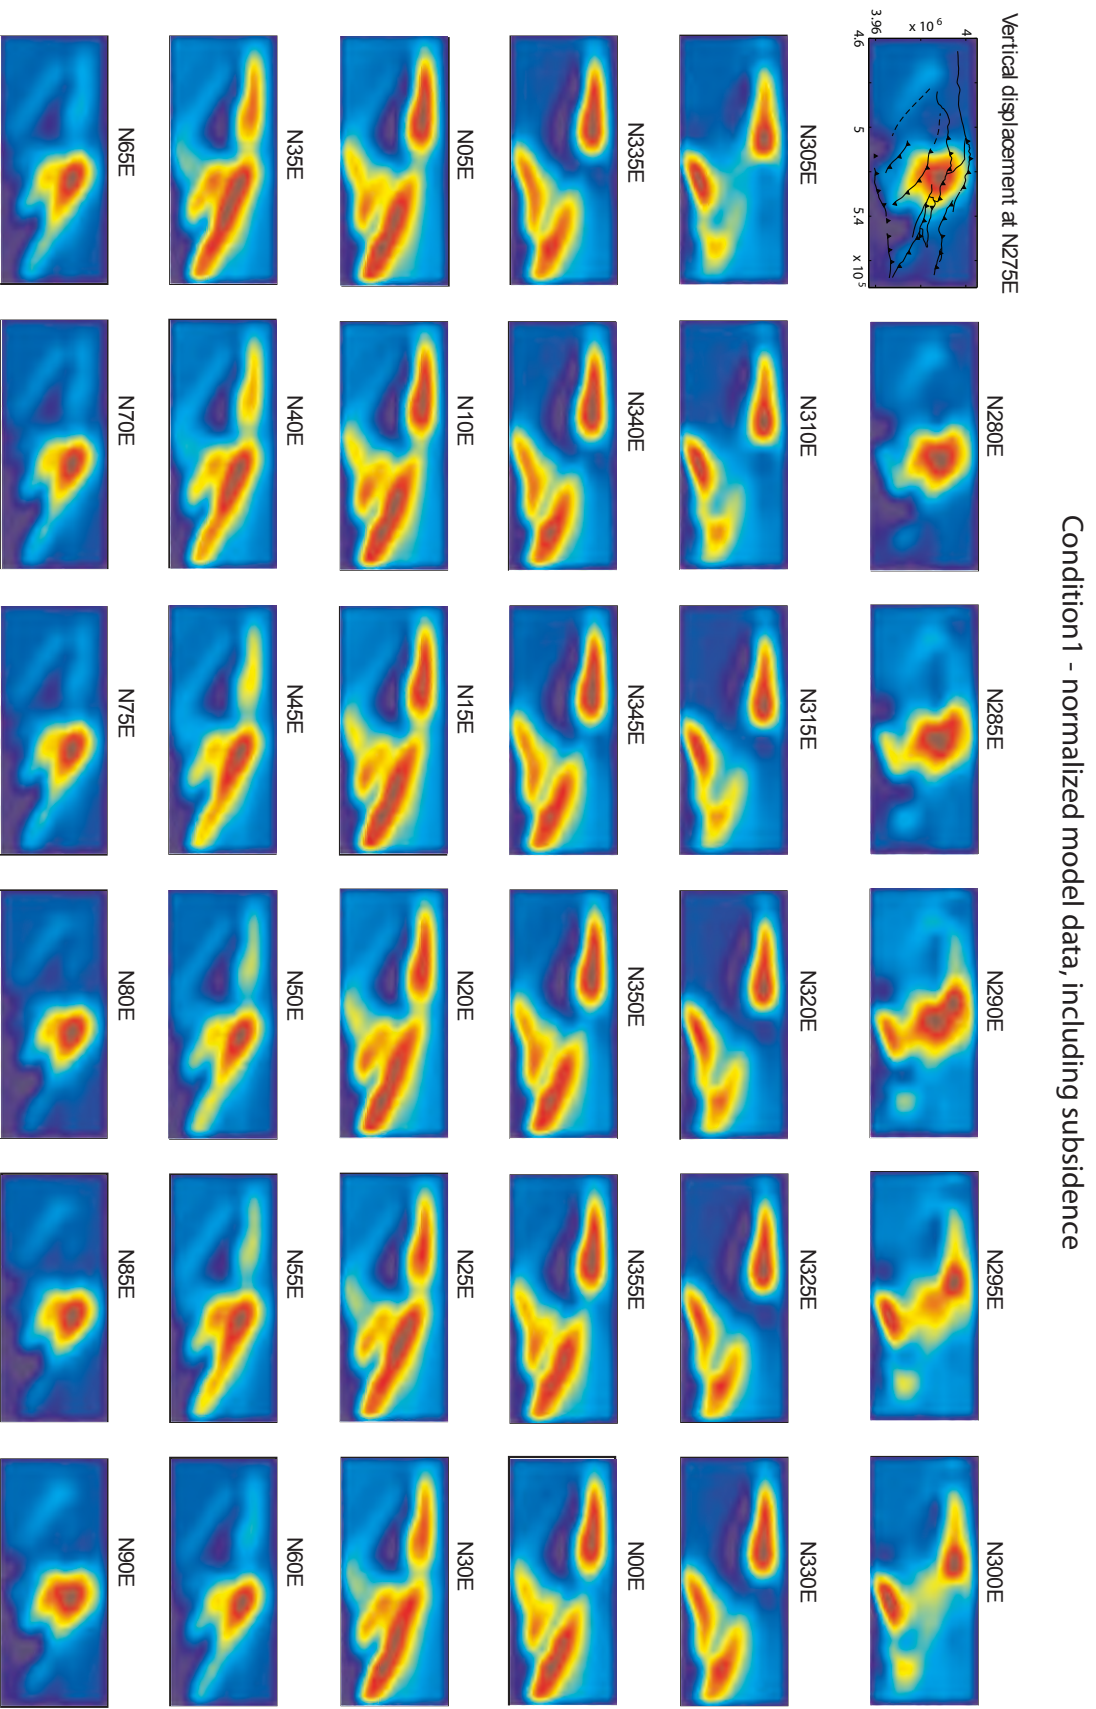 Condition1 - normalized model data, including subsidence
Vertical displacement at N275E
N280E
N285E
N290E
N295E
N300E
4
x 10 6
3.96
4.6
5
5.4
x 10 5
N305E
N310E
N315E
N320E
N325E
N330E
N335E
N340E
N345E
N350E
N355E
N00E
N05E
N10E
N15E
N20E
N25E
N30E
N35E
N40E
N45E
N50E
N55E
N60E
N65E
N70E
N75E
N80E
N85E
N90E